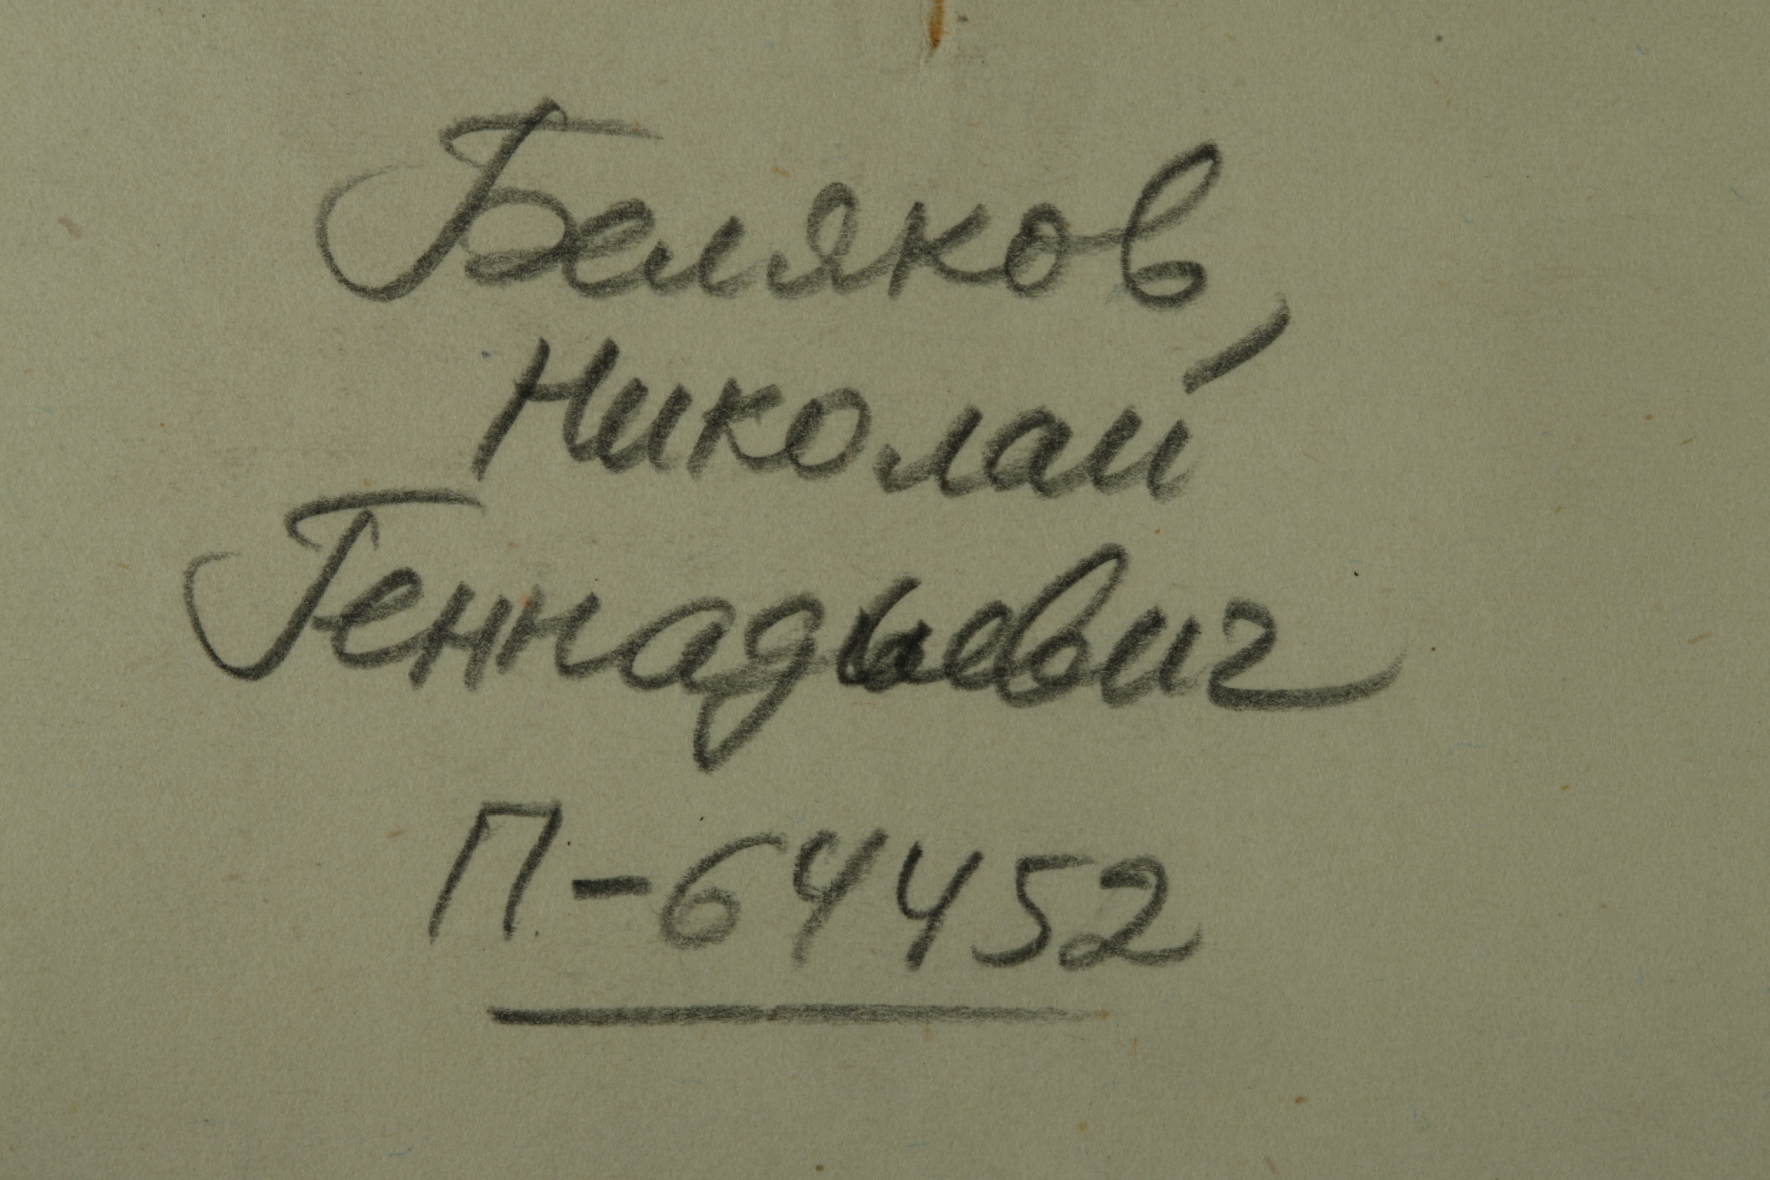 Беляков,
Николай
Геннадьевич
П-64452